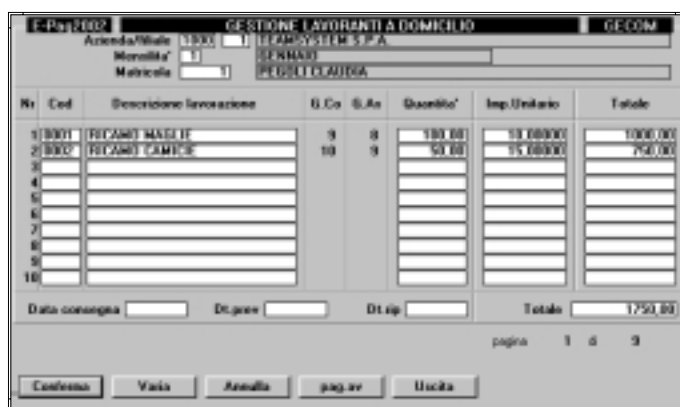 E-Pag2002 GESTIONE LAVORANTI A DOMICILIO GECOM
Azienda/filiale 1000 1 TEAMSYSTEM S.P.A.
Mensilita' 1 GENNAIO
Matricola 1 PEGOLI CLAUDIA
Nr Cod Descrizione lavorazione G.Co G.As Quantita' Imp.Unitario Totale
1 0001 RICAMO MAGLIE 9 8 100,00 10,00000 1000,00
2 0002 RICAMO CAMICIE 10 9 50,00 15,00000 750,00
3
4
5
6
7
8
9
10
Data consegna Dt.prev Dt.rip Totale 1750,00
pagina 1 di 9
Conferma Varia Annulla pag.av Uscita